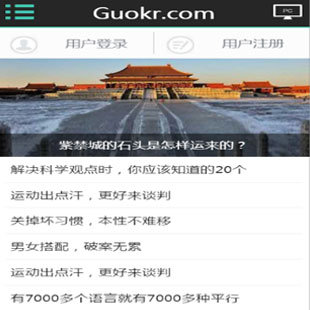 Guokr.com
PC
用户登录
用户注册
紫禁城的石头是怎样运来的？
解决科学观点时，你应该知道的20个
运动出点汗，更好来谈判
关掉坏习惯，本性不难移
男女搭配，破案无累
运动出点汗，更好来谈判
有7000多个语言就有7000多种平行